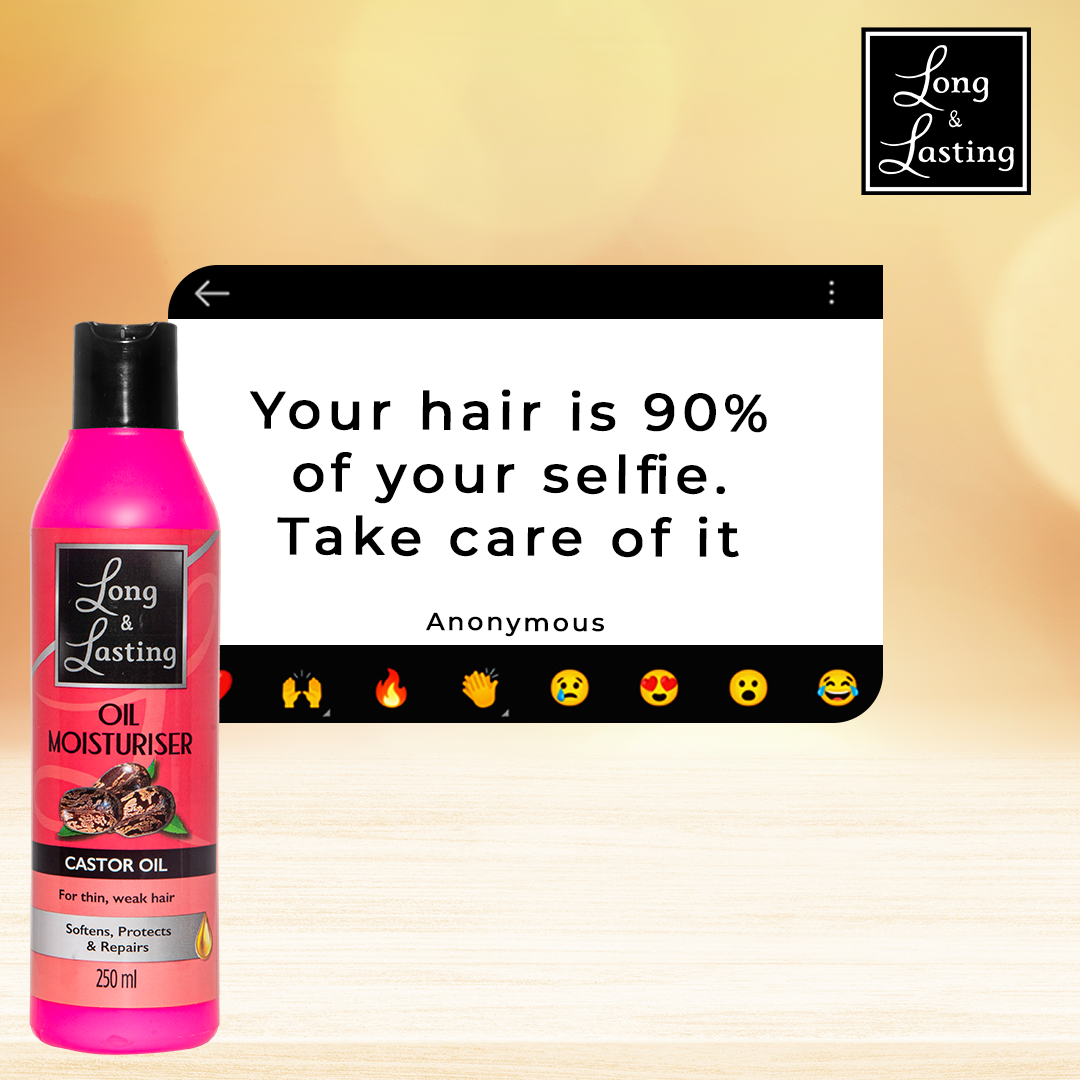 Long
&
Lasting
Your hair is 90%
of your selfie.
Take care of it
Anonymous
Long
&
Lasting
OIL
MOISTURISER
CASTOR OIL
For thin, weak hair
Softens, Protects
& Repairs
250 ml